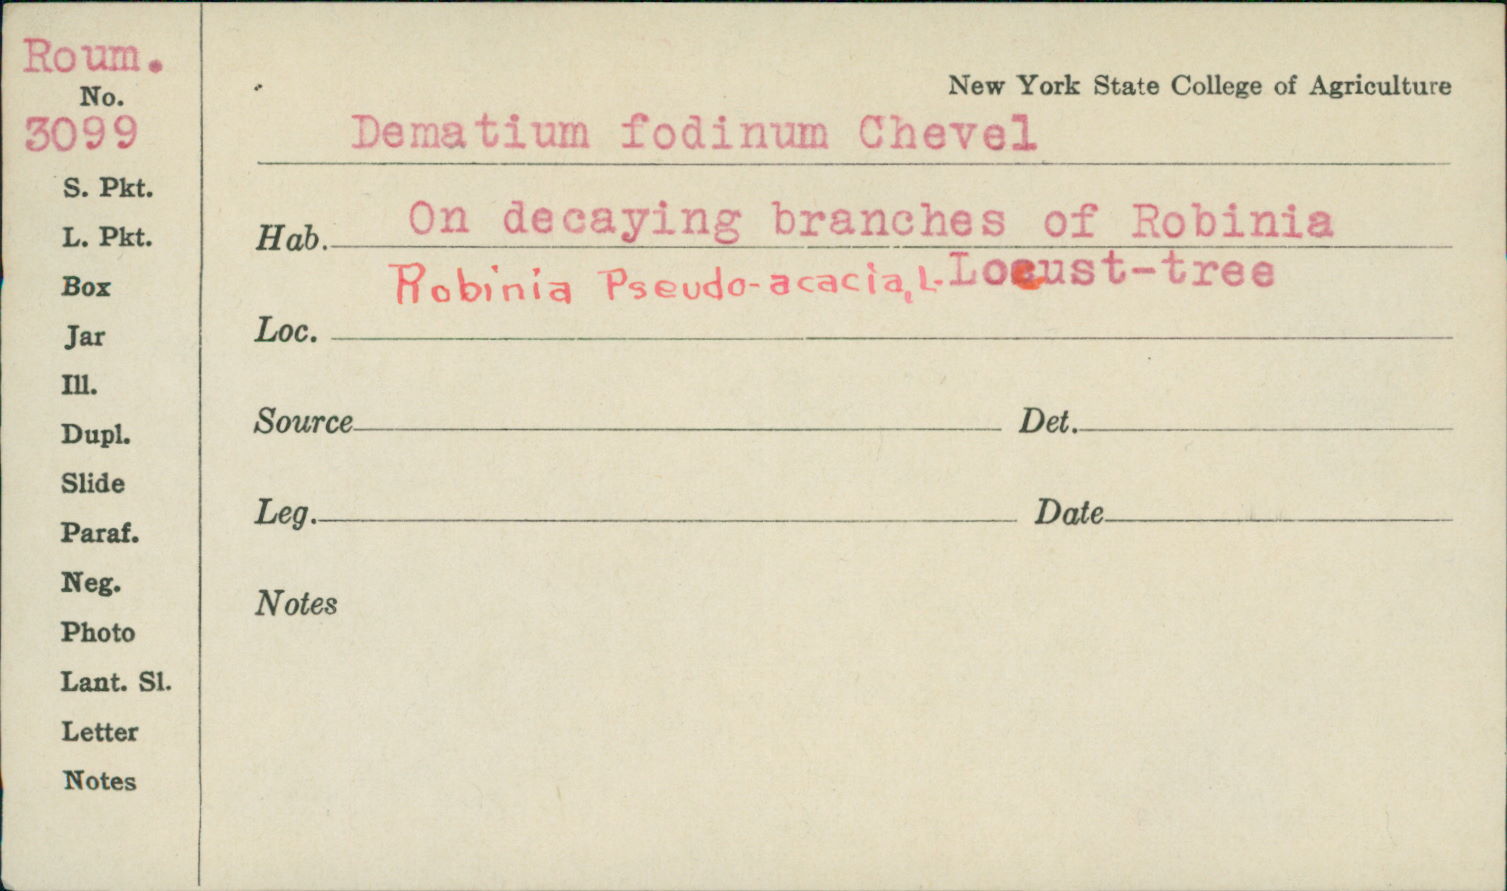 Roum.
No.
3099
S. Pkt.
L. Pkt.
Box
Jar
Ill.
Dupl.
Slide
Paraf.
Neg.
Photo
Lant. Sl.
Letter
Notes
New York State College of Agriculture
Dematium fodinum Chevel
Hab. On decaying branches of Robinia
Robinia Pseudo-acacia, L. Locust-tree
Loc.
Source Det.
Leg. Date
Notes